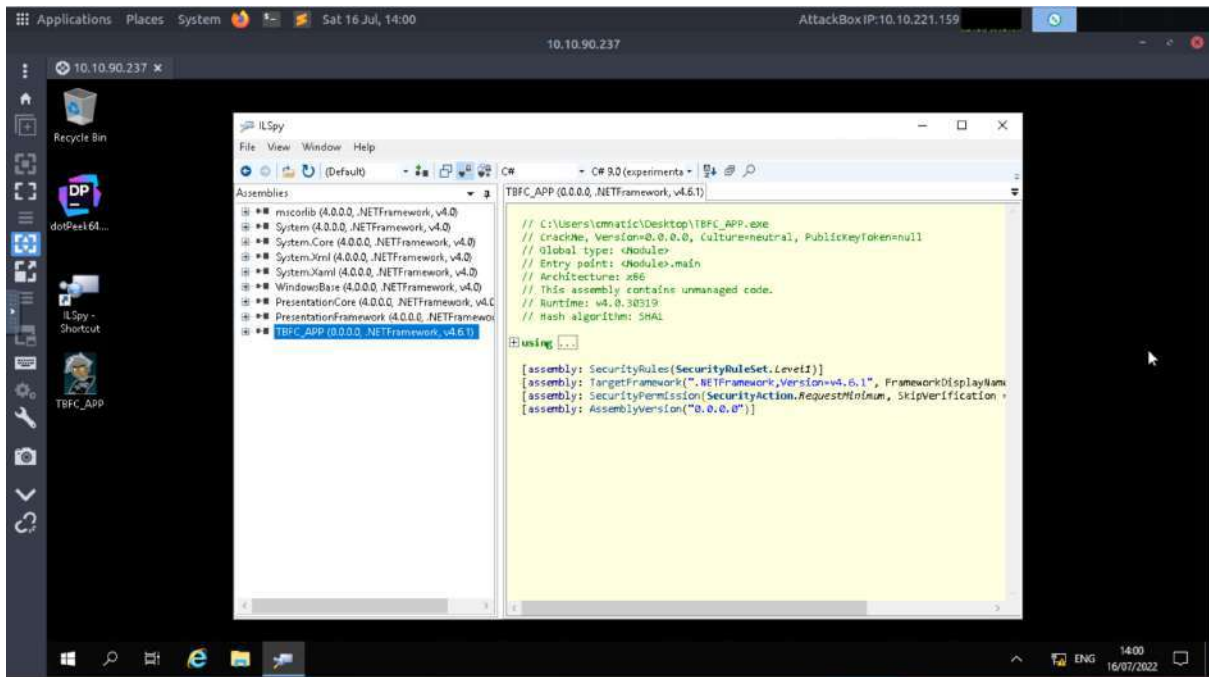 Applications Places System Sat 16 Jul, 14:00 AttackBox IP:10.10.221.159
10.10.90.237
10.10.90.237 ×
Recycle Bin
DP
dotPeek64....
ILSpy -
Shortcut
TBFC_APP
ILSpy
File View Window Help
(Default) C# C# 9.0 (experimenta
Assemblies
mscorlib (4.0.0.0, .NETFramework, v4.0)
System (4.0.0.0, .NETFramework, v4.0)
System.Core (4.0.0.0, .NETFramework, v4.0)
System.Xml (4.0.0.0, .NETFramework, v4.0)
System.Xaml (4.0.0.0, .NETFramework, v4.0)
WindowsBase (4.0.0.0, .NETFramework, v4.0)
PresentationCore (4.0.0.0, .NETFramework, v4.0
PresentationFramework (4.0.0.0, .NETFramewor
TBFC_APP (0.0.0.0, .NETFramework, v4.6.1)
TBFC_APP (0.0.0.0, .NETFramework, v4.6.1)
// C:\Users\cmnatic\Desktop\TBFC_APP.exe
// CrackMe, Version=0.0.0.0, Culture=neutral, PublicKeyToken=null
// Global type: <Module>
// Entry point: <Module>.main
// Architecture: x86
// This assembly contains unmanaged code.
// Runtime: v4.0.30319
// Hash algorithm: SHA1
using ...
[assembly: SecurityRules(SecurityRuleSet.Level1)]
[assembly: TargetFramework(".NETFramework,Version=v4.6.1", FrameworkDisplayName
[assembly: SecurityPermission(SecurityAction.RequestMinimum, SkipVerification =
[assembly: AssemblyVersion("0.0.0.0")]
ENG
14:00
16/07/2022